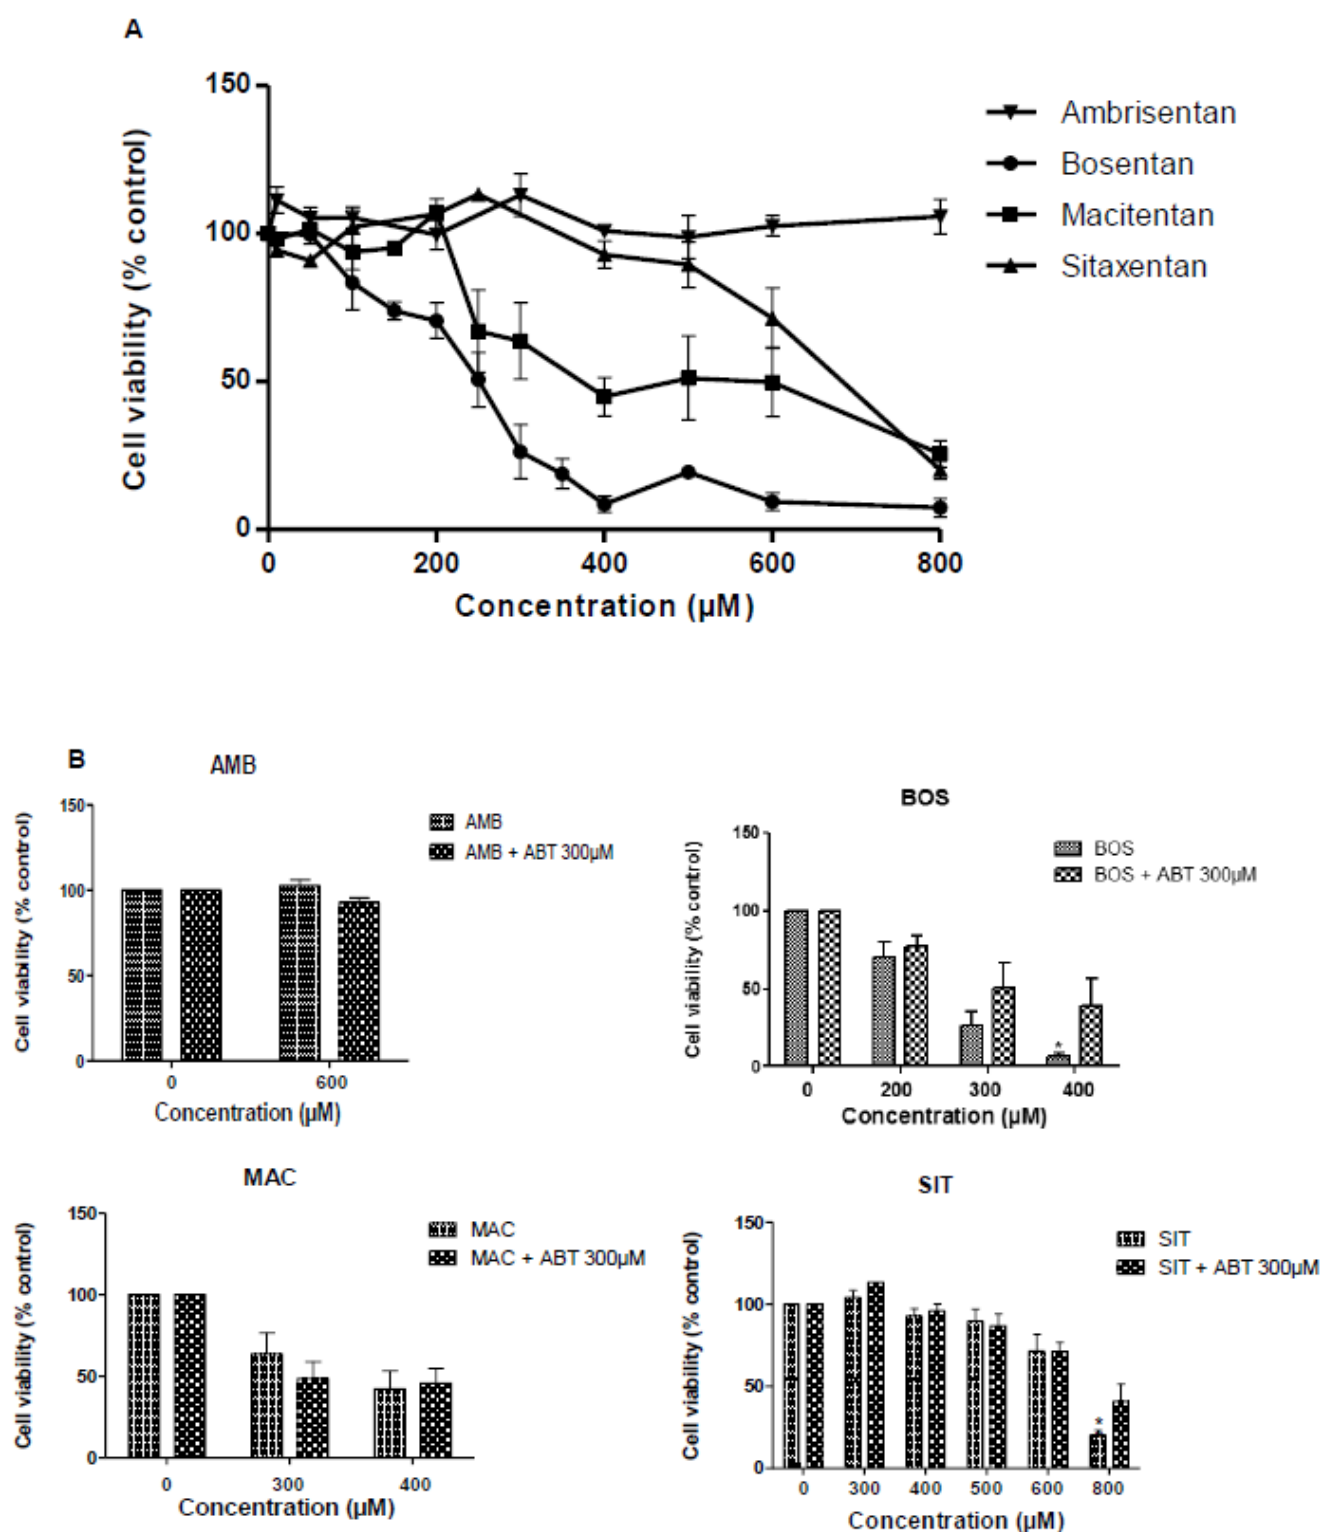 A
150
100
50
0
Cell viability (% control)
0 200 400 600 800
Concentration (µM)
Ambrisentan
Bosentan
Macitentan
Sitaxentan
B
AMB
150
100
50
0
Cell viability (% control)
0 600
Concentration (µM)
AMB
AMB + ABT 300µM
BOS
150
100
50
0
Cell viability (% control)
*
0 200 300 400
Concentration (µM)
BOS
BOS + ABT 300µM
MAC
150
100
50
0
Cell viability (% control)
0 300 400
Concentration (µM)
MAC
MAC + ABT 300µM
SIT
150
100
50
0
Cell viability (% control)
*
0 300 400 500 600 800
Concentration (µM)
SIT
SIT + ABT 300µM